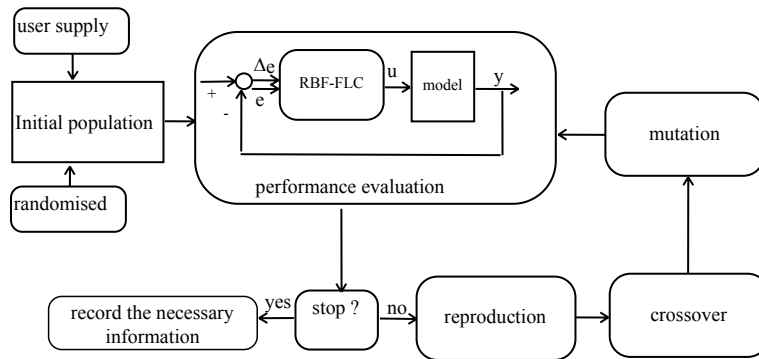 user supply
Initial population
randomised
Δe
+
-
e
RBF-FLC
u
model
y
performance evaluation
mutation
record the necessary
information
yes
stop ?
no
reproduction
crossover